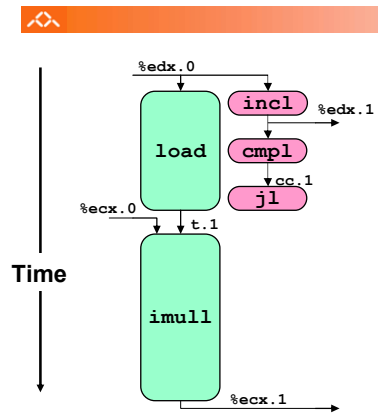 %edx.0
incl
%edx.1
load
cmpl
cc.1
jl
%ecx.0
t.1
Time
imull
%ecx.1